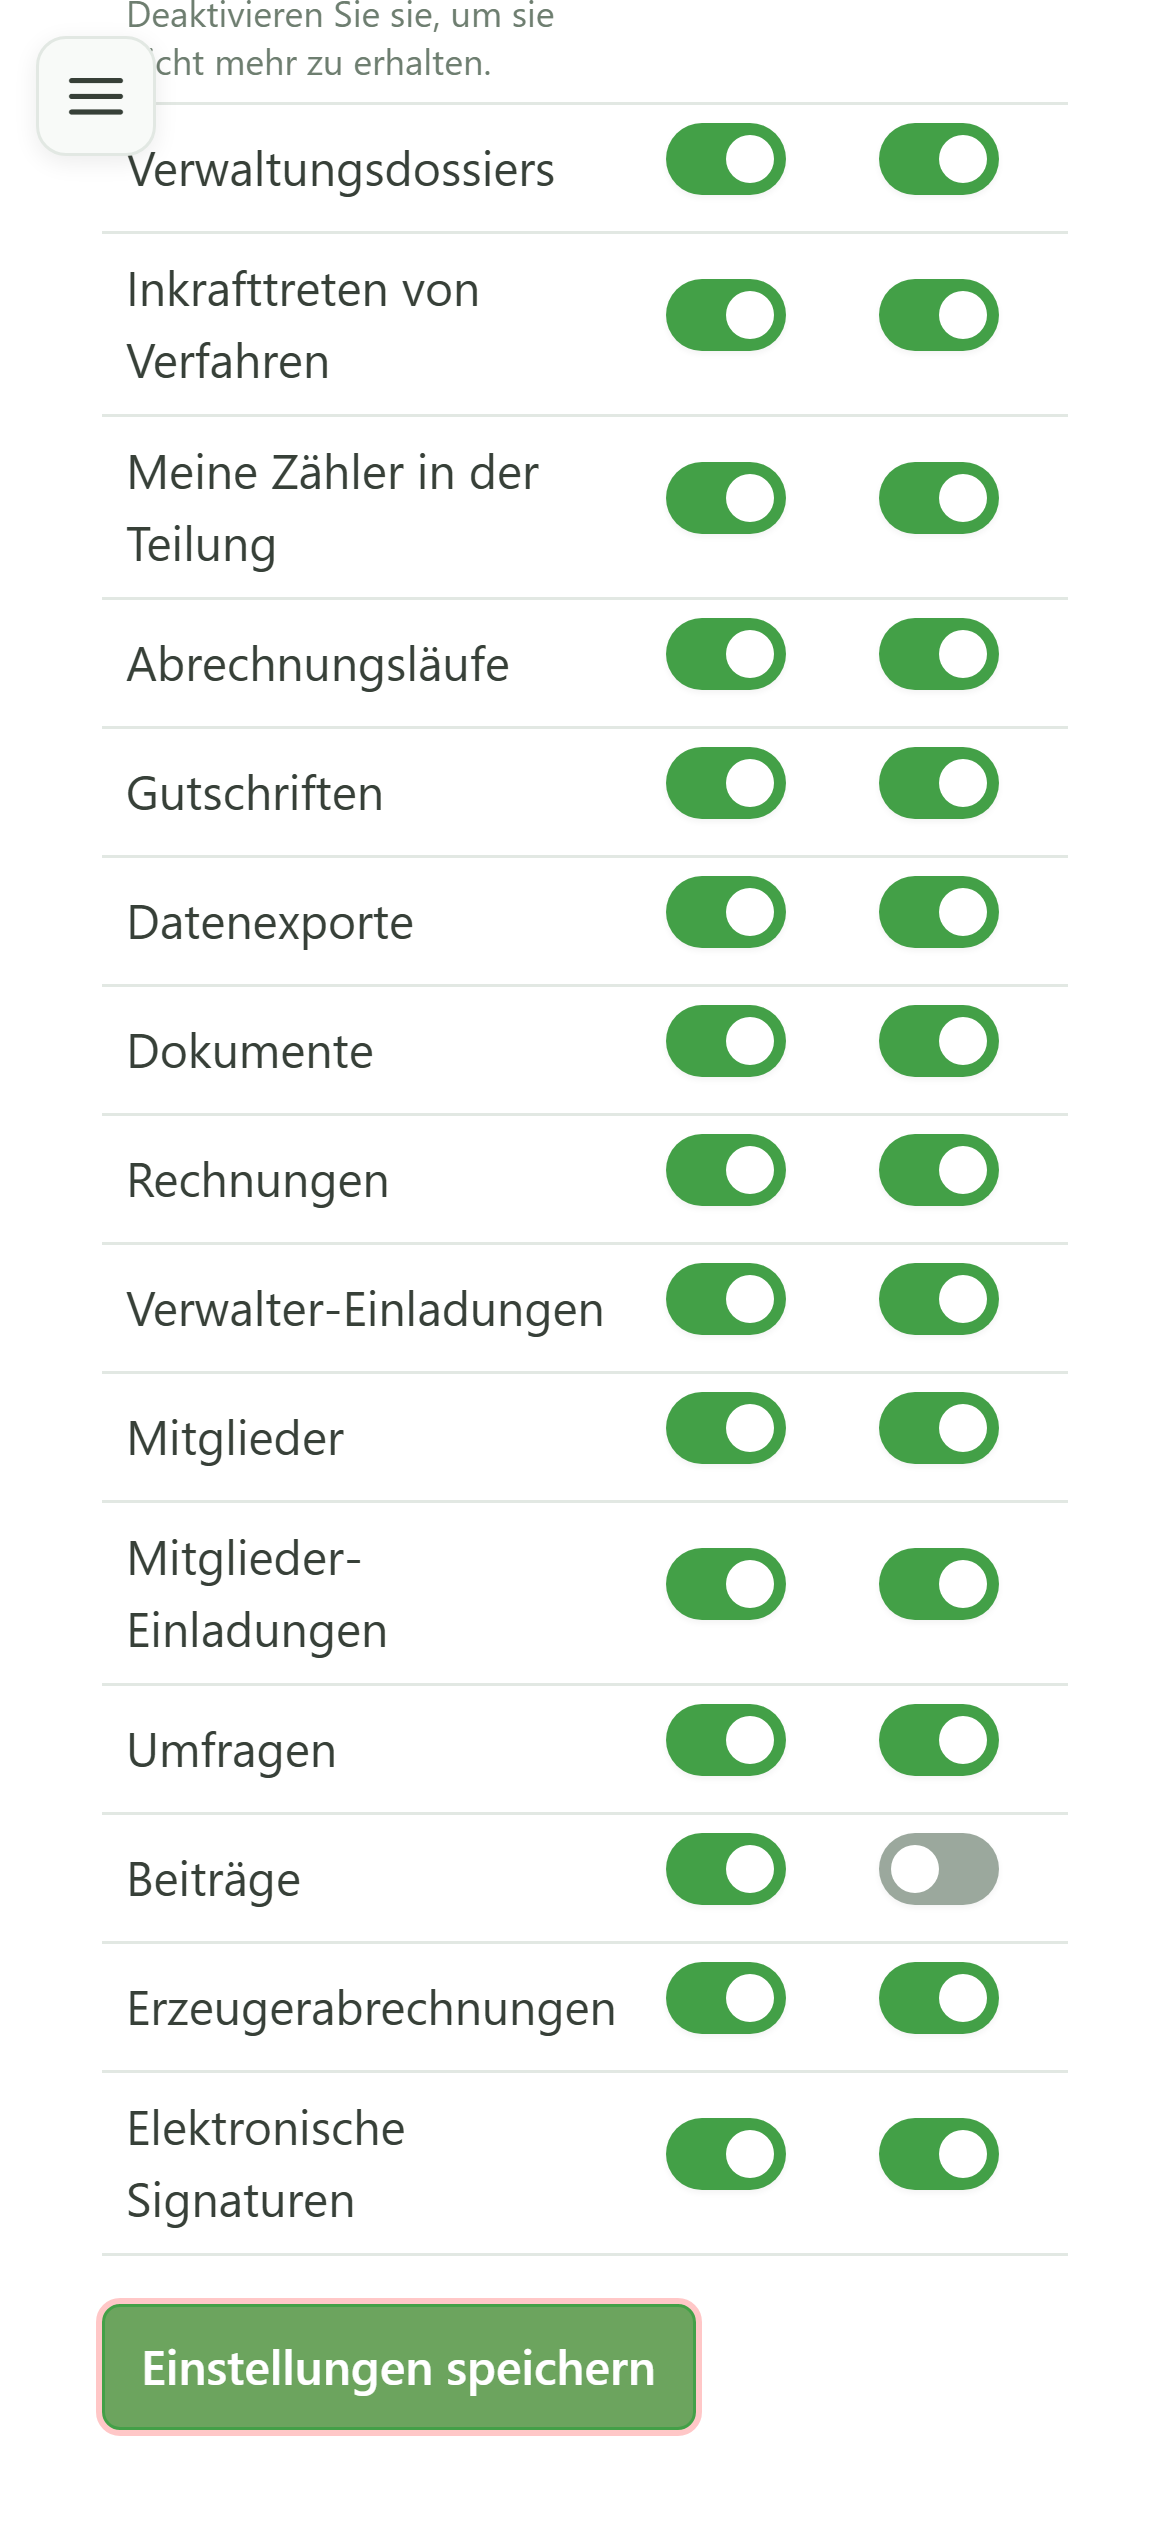 Deaktivieren Sie sie, um sie
cht mehr zu erhalten.
Verwaltungsdossiers
Inkrafttreten von
Verfahren
Meine Zähler in der
Teilung
Abrechnungsläufe
Gutschriften
Datenexporte
Dokumente
Rechnungen
Verwalter-Einladungen
Mitglieder
Mitglieder-
Einladungen
Umfragen
Beiträge
Erzeugerabrechnungen
Elektronische
Signaturen
Einstellungen speichern